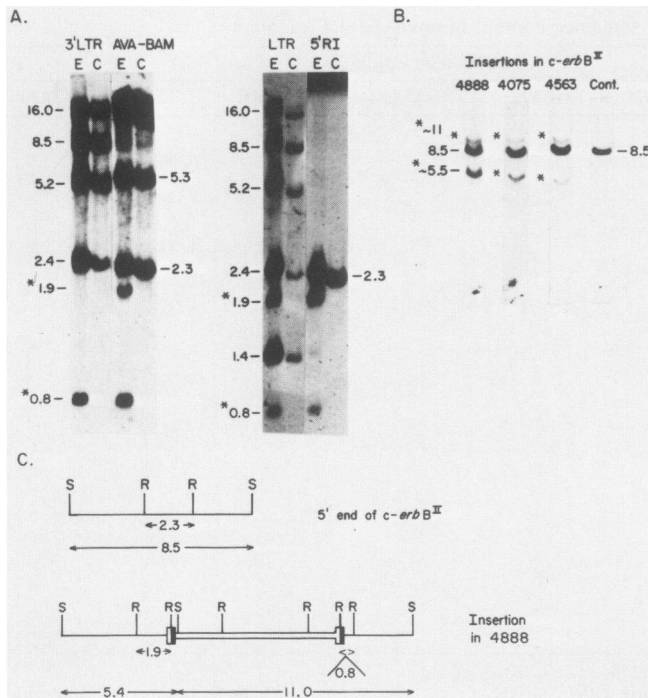 A.
3'LTR AVA-BAM
E C E C
16.0
8.5
5.2
2.4
*1.9
*0.8
5.3
2.3
LTR 5'RI
E C E C
16.0
8.5
5.2
2.4
*1.9
1.4
*0.8
2.3
B.
Insertions in c-erbB^II
4888 4075 4563 Cont.
*~11 * * *
8.5 8.5
*~5.5 * *
C.
S R R S
2.3
8.5
5' end of c-erbB^II
S R R S R R R R S
1.9
0.8
5.4 11.0
Insertion
in 4888